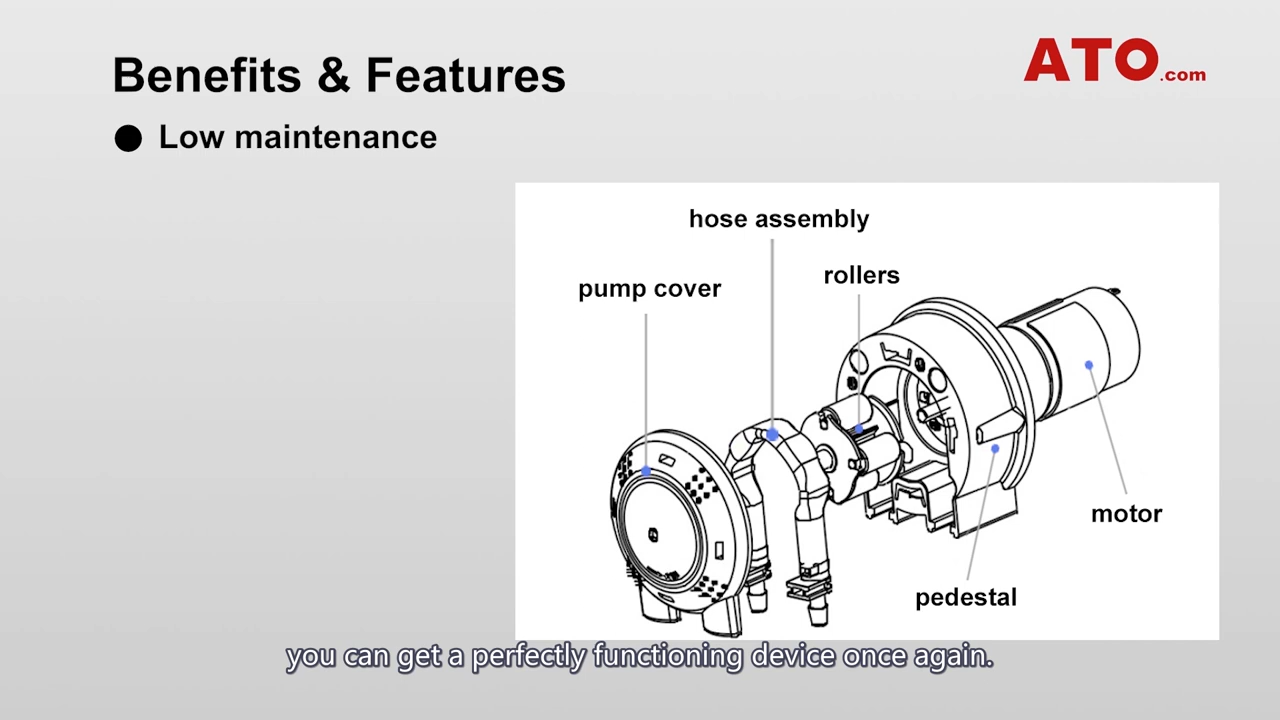 Benefits & Features
ATO.com
● Low maintenance
hose assembly
rollers
pump cover
motor
pedestal
you can get a perfectly functioning device once again.